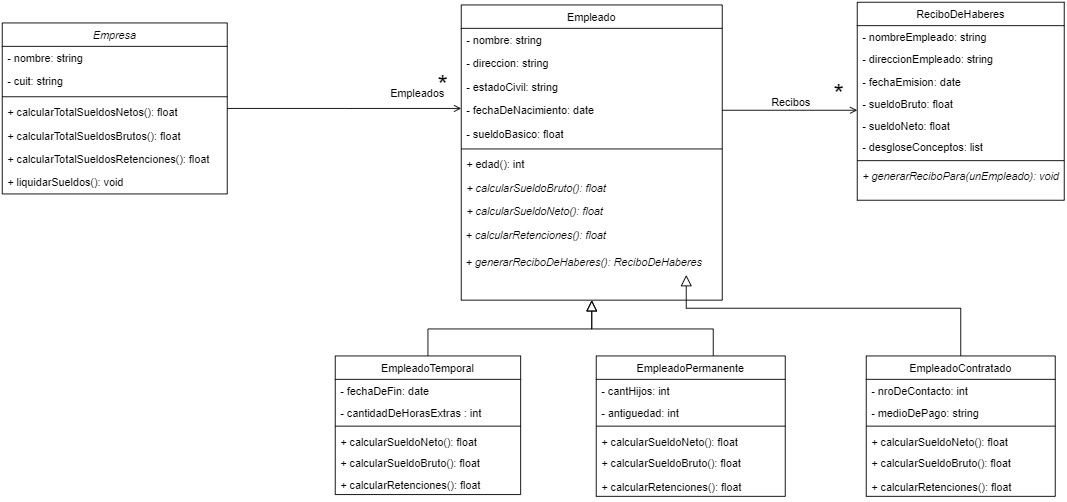 Empresa
- nombre: string
- cuit: string
+ calcularTotalSueldosNetos(): float
+ calcularTotalSueldosBrutos(): float
+ calcularTotalSueldosRetenciones(): float
+ liquidarSueldos(): void
Empleados
*
Empleado
- nombre: string
- direccion: string
- estadoCivil: string
- fechaDeNacimiento: date
- sueldoBasico: float
+ edad(): int
+ calcularSueldoBruto(): float
+ calcularSueldoNeto(): float
+ calcularRetenciones(): float
+ generarReciboDeHaberes(): ReciboDeHaberes
Recibos
*
ReciboDeHaberes
- nombreEmpleado: string
- direccionEmpleado: string
- fechaEmision: date
- sueldoBruto: float
- sueldoNeto: float
- desgloseConceptos: list
+ generarReciboPara(unEmpleado): void
EmpleadoTemporal
- fechaDeFin: date
- cantidadDeHorasExtras : int
+ calcularSueldoNeto(): float
+ calcularSueldoBruto(): float
+ calcularRetenciones(): float
EmpleadoPermanente
- cantHijos: int
- antiguedad: int
+ calcularSueldoNeto(): float
+ calcularSueldoBruto(): float
+ calcularRetenciones(): float
EmpleadoContratado
- nroDeContacto: int
- medioDePago: string
+ calcularSueldoNeto(): float
+ calcularSueldoBruto(): float
+ calcularRetenciones(): float